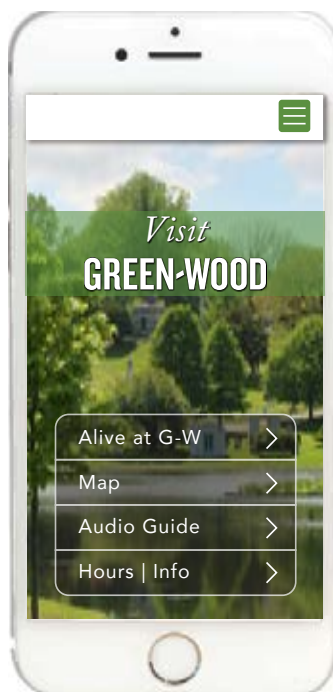 Visit
GREEN-WOOD
Alive at G-W
Map
Audio Guide
Hours | Info